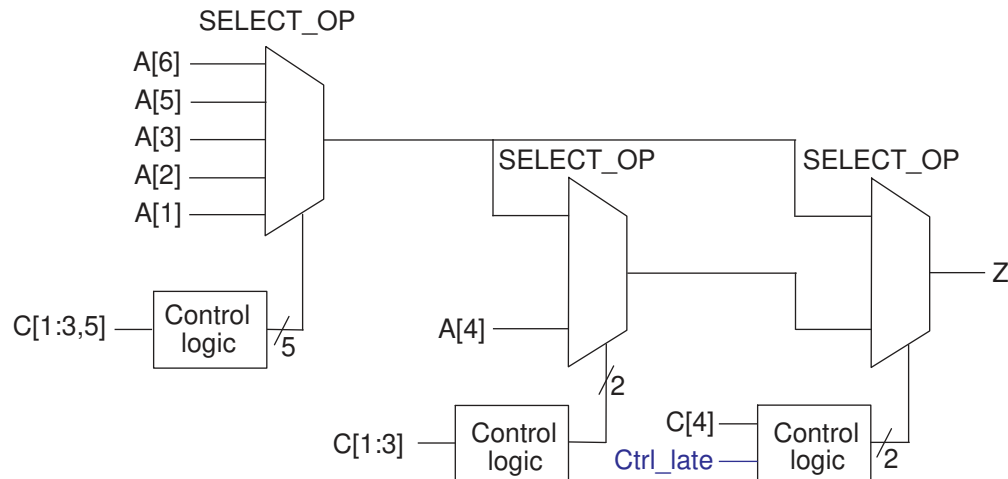 SELECT_OP
A[6]
A[5]
A[3]
A[2]
A[1]
C[1:3,5]
Control
logic
5
SELECT_OP
A[4]
2
C[1:3]
Control
logic
SELECT_OP
Z
C[4]
Ctrl_late
Control
logic
2